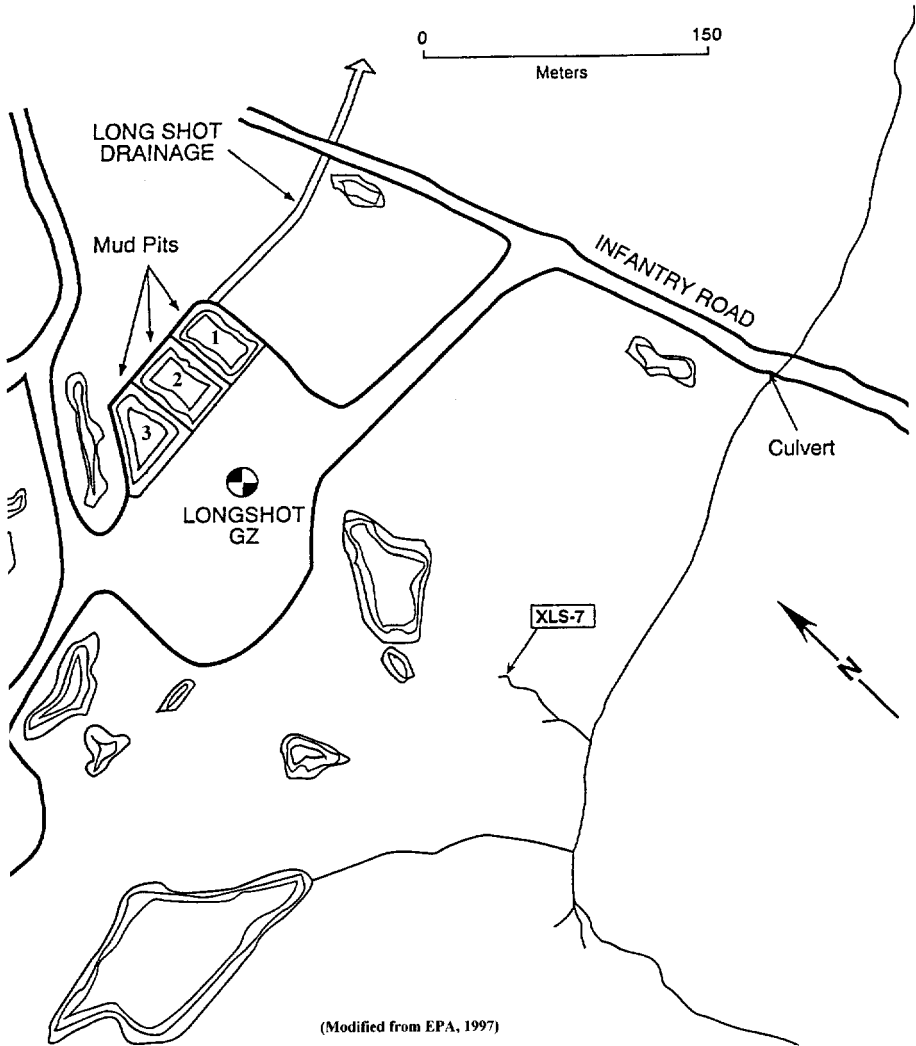 0 150
Meters
LONG SHOT
DRAINAGE
Mud Pits
INFANTRY ROAD
1
2
3
Culvert
LONGSHOT
GZ
XLS-7
N
(Modified from EPA, 1997)